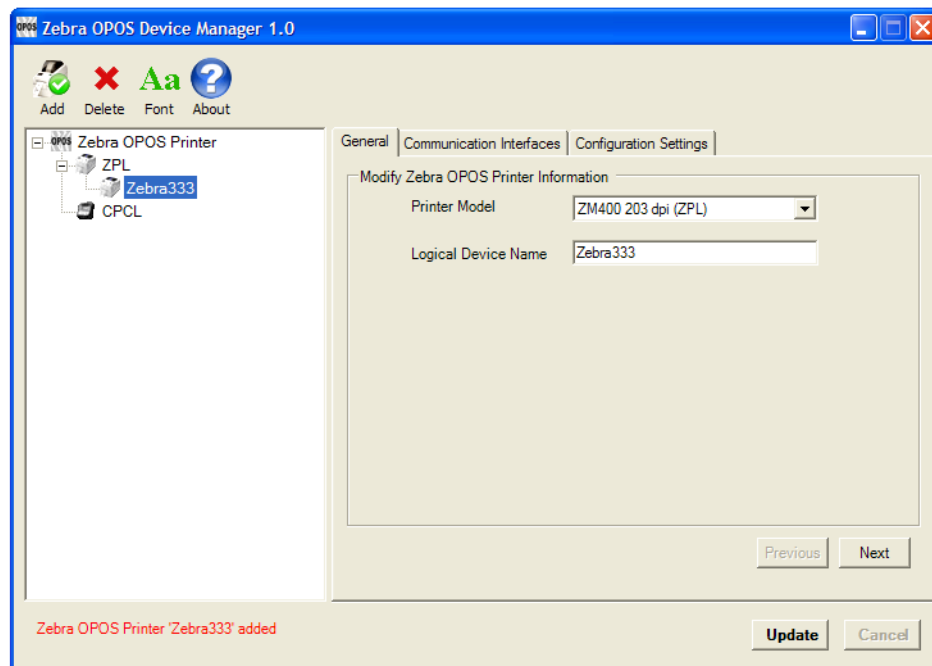 OPOS Zebra OPOS Device Manager 1.0
Add Delete Font About
Aa
?
OPOS Zebra OPOS Printer
ZPL
Zebra333
CPCL
General Communication Interfaces Configuration Settings
Modify Zebra OPOS Printer Information
Printer Model ZM400 203 dpi (ZPL)
Logical Device Name Zebra333
Previous Next
Zebra OPOS Printer 'Zebra333' added
Update Cancel